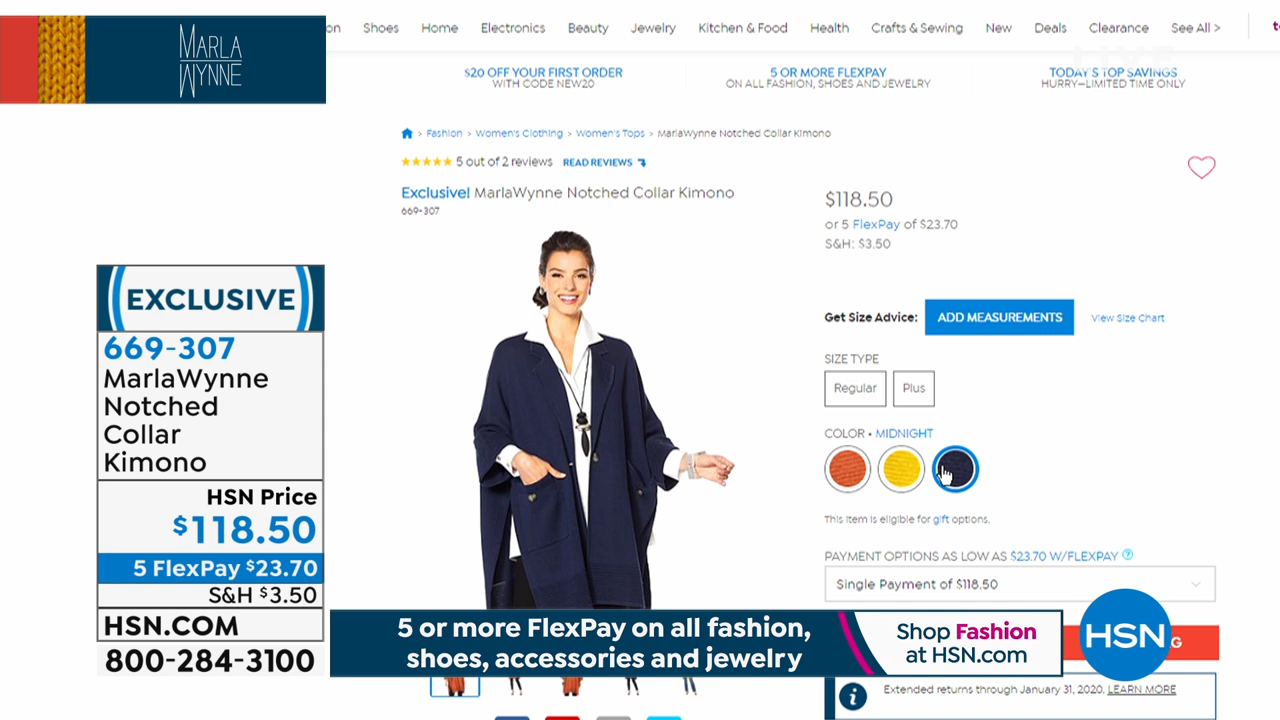 MARLA
WYNNE
on Shoes Home Electronics Beauty Jewelry Kitchen & Food Health Crafts & Sewing New Deals Clearance See All >
LIVE
$20 OFF YOUR FIRST ORDER
WITH CODE NEW20
5 OR MORE FLEXPAY
ON ALL FASHION, SHOES AND JEWELRY
TODAY'S TOP SAVINGS
HURRY—LIMITED TIME ONLY
> Fashion > Women's Clothing > Women's Tops > MarlaWynne Notched Collar Kimono
5 out of 2 reviews READ REVIEWS
Exclusive! MarlaWynne Notched Collar Kimono
669-307
$118.50
or 5 FlexPay of $23.70
S&H: $3.50
Get Size Advice: ADD MEASUREMENTS View Size Chart
SIZE TYPE
Regular Plus
COLOR • MIDNIGHT
This item is eligible for gift options.
PAYMENT OPTIONS AS LOW AS $23.70 W/FLEXPAY ?
Single Payment of $118.50
G
Extended returns through January 31, 2020. LEARN MORE
EXCLUSIVE
669-307
MarlaWynne
Notched
Collar
Kimono
HSN Price
$118.50
5 FlexPay $23.70
S&H $3.50
HSN.COM
800-284-3100
5 or more FlexPay on all fashion,
shoes, accessories and jewelry
Shop Fashion
at HSN.com
HSN